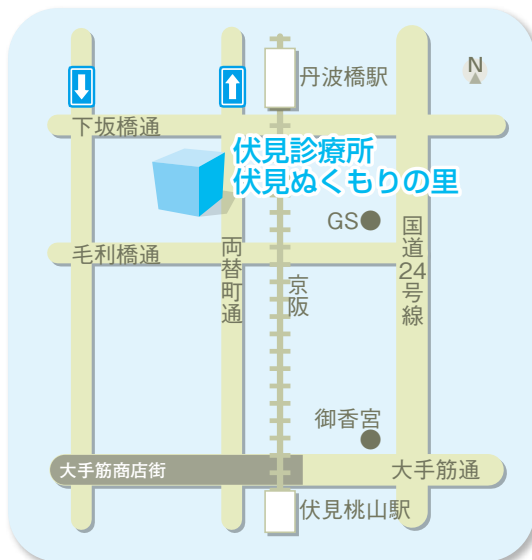 丹波橋駅
N
下坂橋通
伏見診療所
伏見ぬくもりの里
GS
国道24号線
毛利橋通
両替町通
京阪
御香宮
大手筋商店街
大手筋通
伏見桃山駅